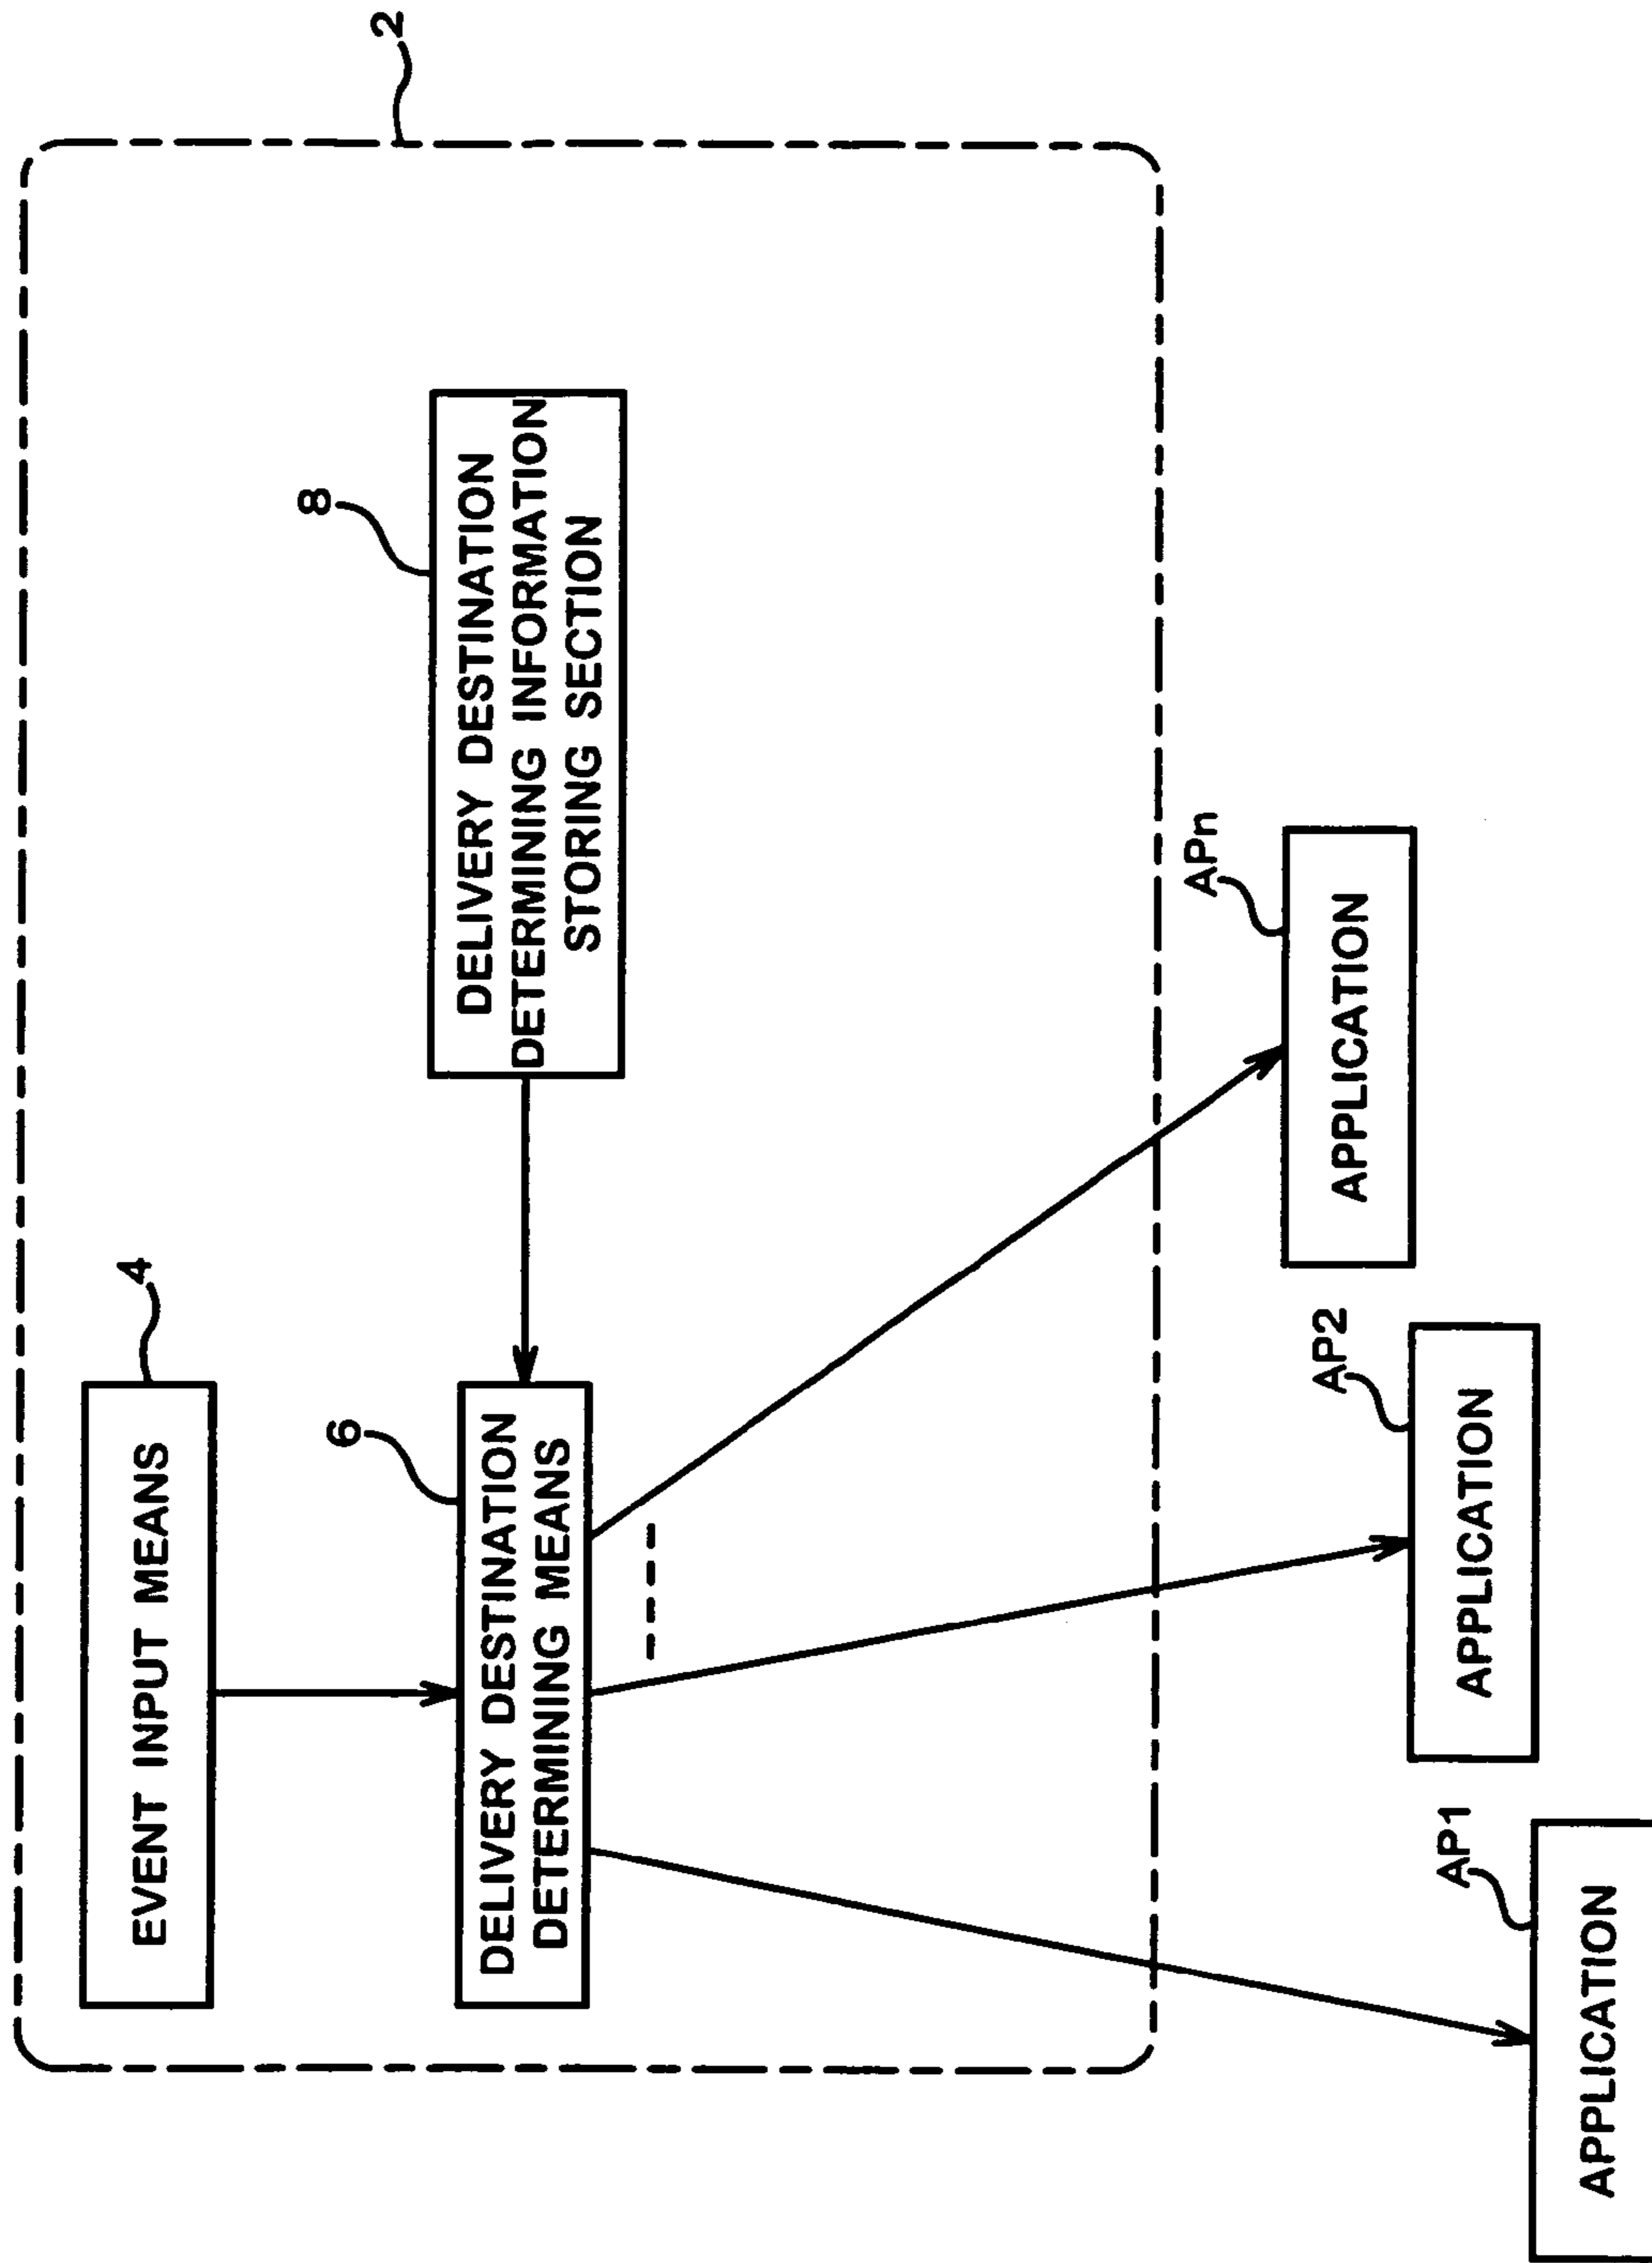 2
4
EVENT INPUT MEANS
6
DELIVERY DESTINATION
DETERMINING MEANS
8
DELIVERY DESTINATION
DETERMINING INFORMATION
STORING SECTION
AP1
APPLICATION
AP2
APPLICATION
APn
APPLICATION